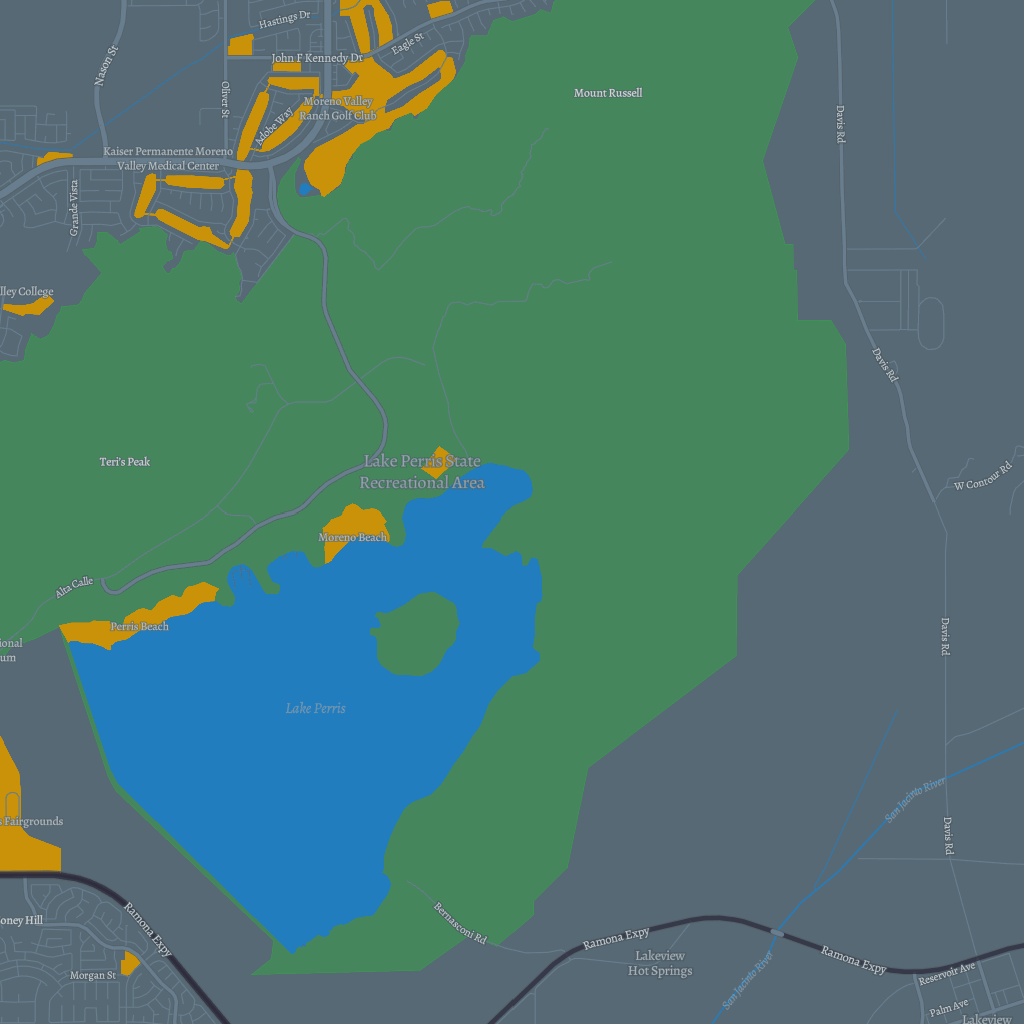 Hastings Dr
Nason St
Eagle St
John F Kennedy Dt
Oliver St
Mount Russell
Moreno Valley
Ranch Golf Club
Adobe Way
Davis Rd
Kaiser Permanente Moreno
Valley Medical Center
Grande Vista
lley College
Davis Rd
Teri's Peak
Lake Perris State
Recreational Area
W Contour Rd
Moreno Beach
Alta Calle
Perris Beach
ional
um
Davis Rd
Lake Perris
San Jacinto River
s Fairgrounds
Davis Rd
oney Hill
Ramona Expy
Bernasconi Rd
Ramona Expy
Lakeview
Hot Springs
Ramona Expy
San Jacinto River
Morgan St
Reservoir Ave
Palm Ave
Lakeview